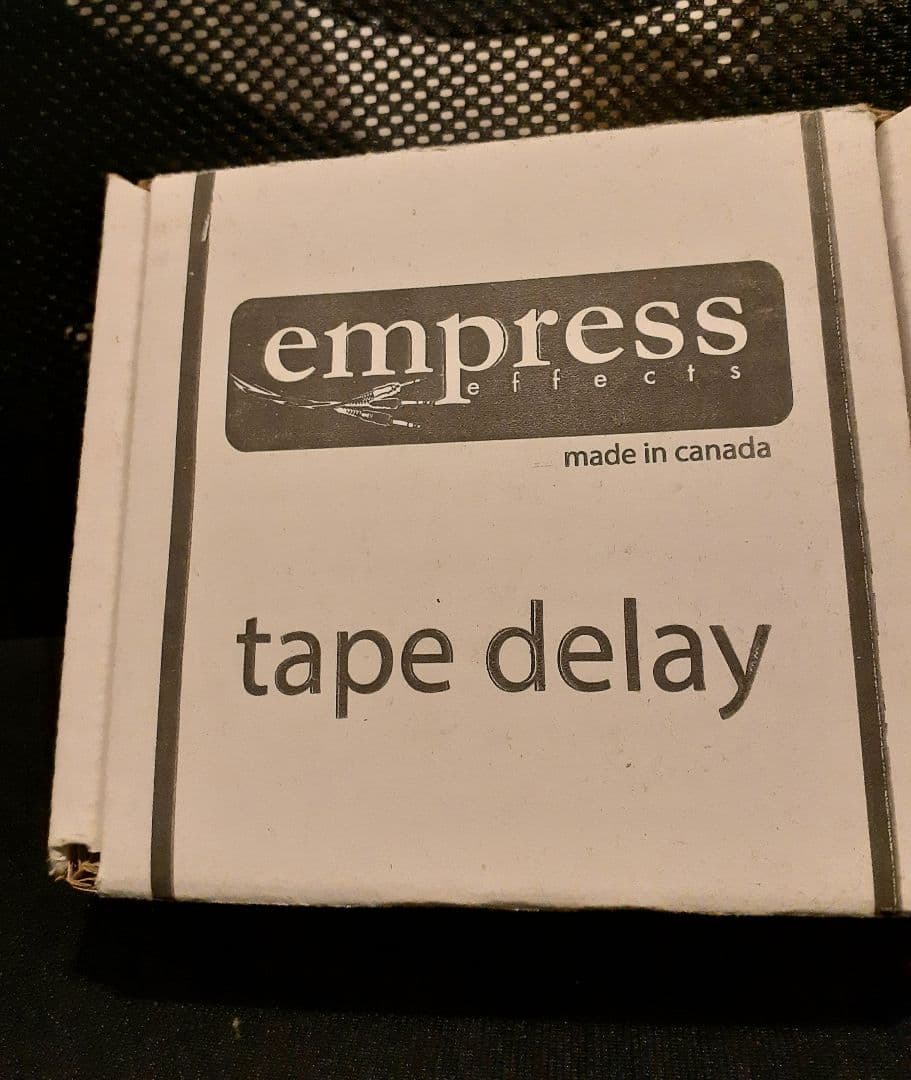 empress
effects
made in canada
tape delay